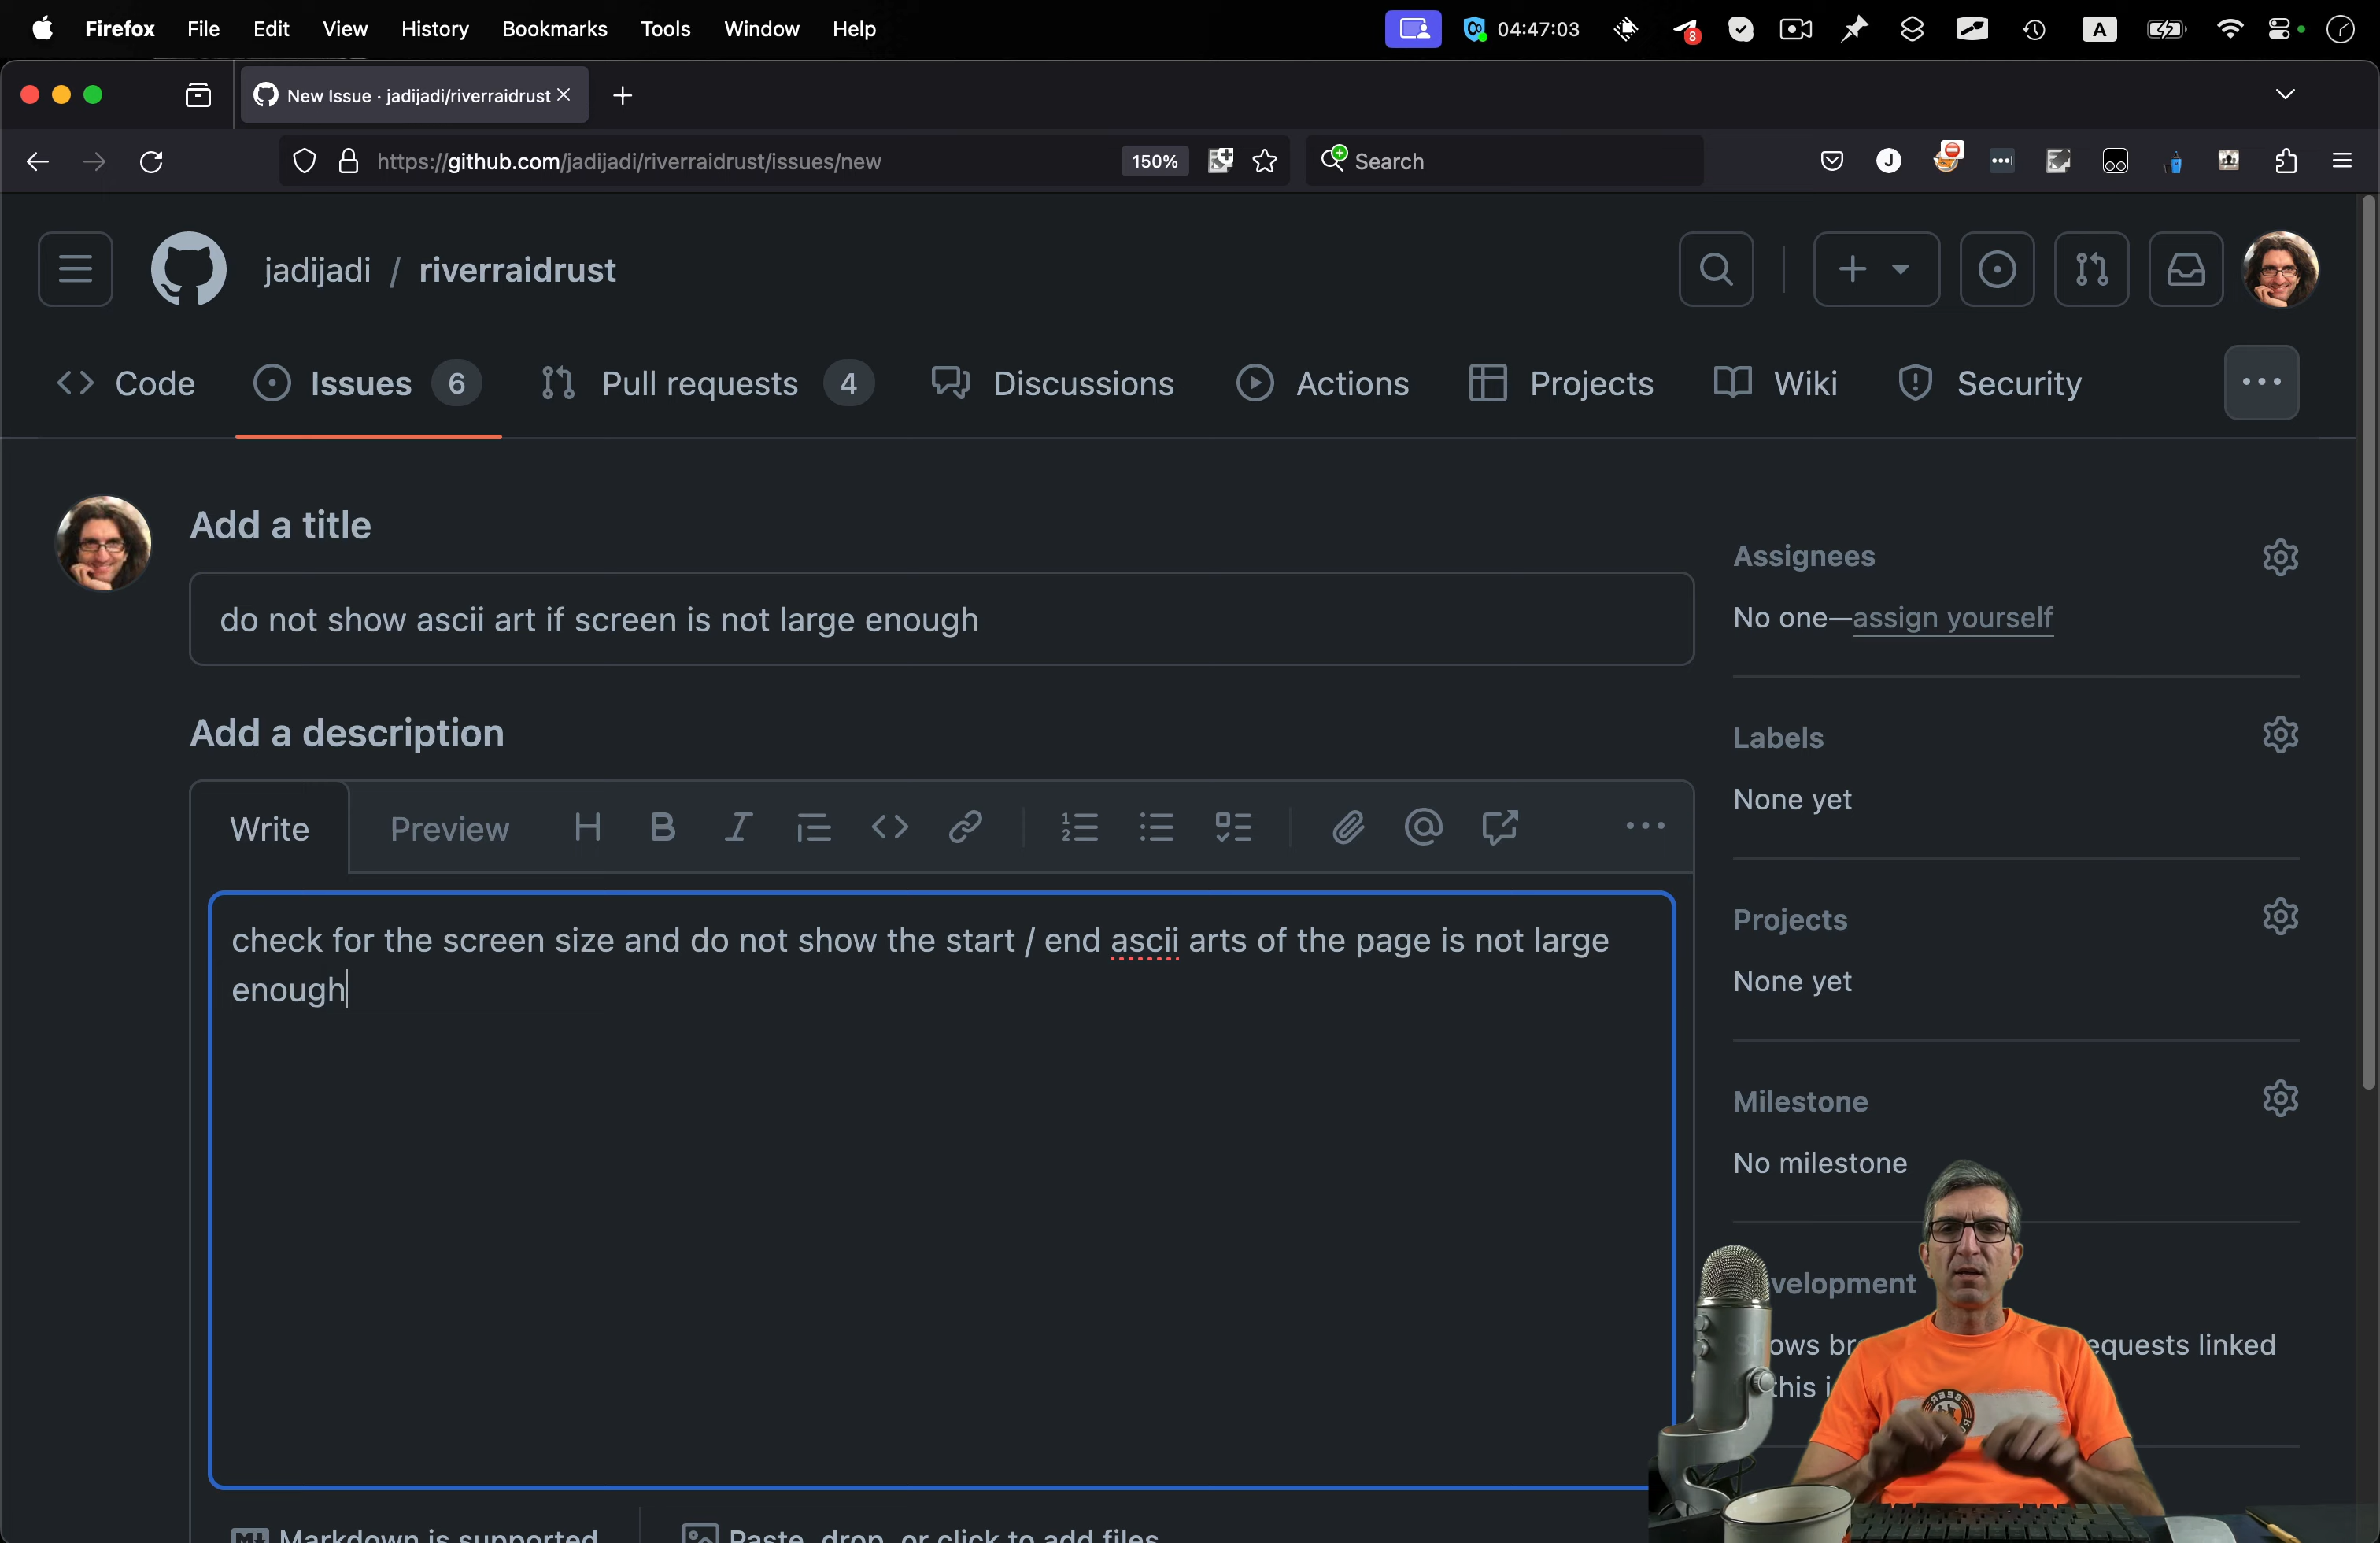 Firefox File Edit View History Bookmarks Tools Window Help 8 04:47:03 A
New Issue · jadijadi/riverraidrust
https://github.com/jadijadi/riverraidrust/issues/new 150% Search J
jadijadi / riverraidrust
Code Issues 6 Pull requests 4 Discussions Actions Projects Wiki Security
Add a title
do not show ascii art if screen is not large enough
Add a description
Write Preview H B I
check for the screen size and do not show the start / end ascii arts of the page is not large
enough
Markdown is supported Paste, drop, or click to add files
Assignees
No one—assign yourself
Labels
None yet
Projects
None yet
Milestone
No milestone
velopment
equests linked
this